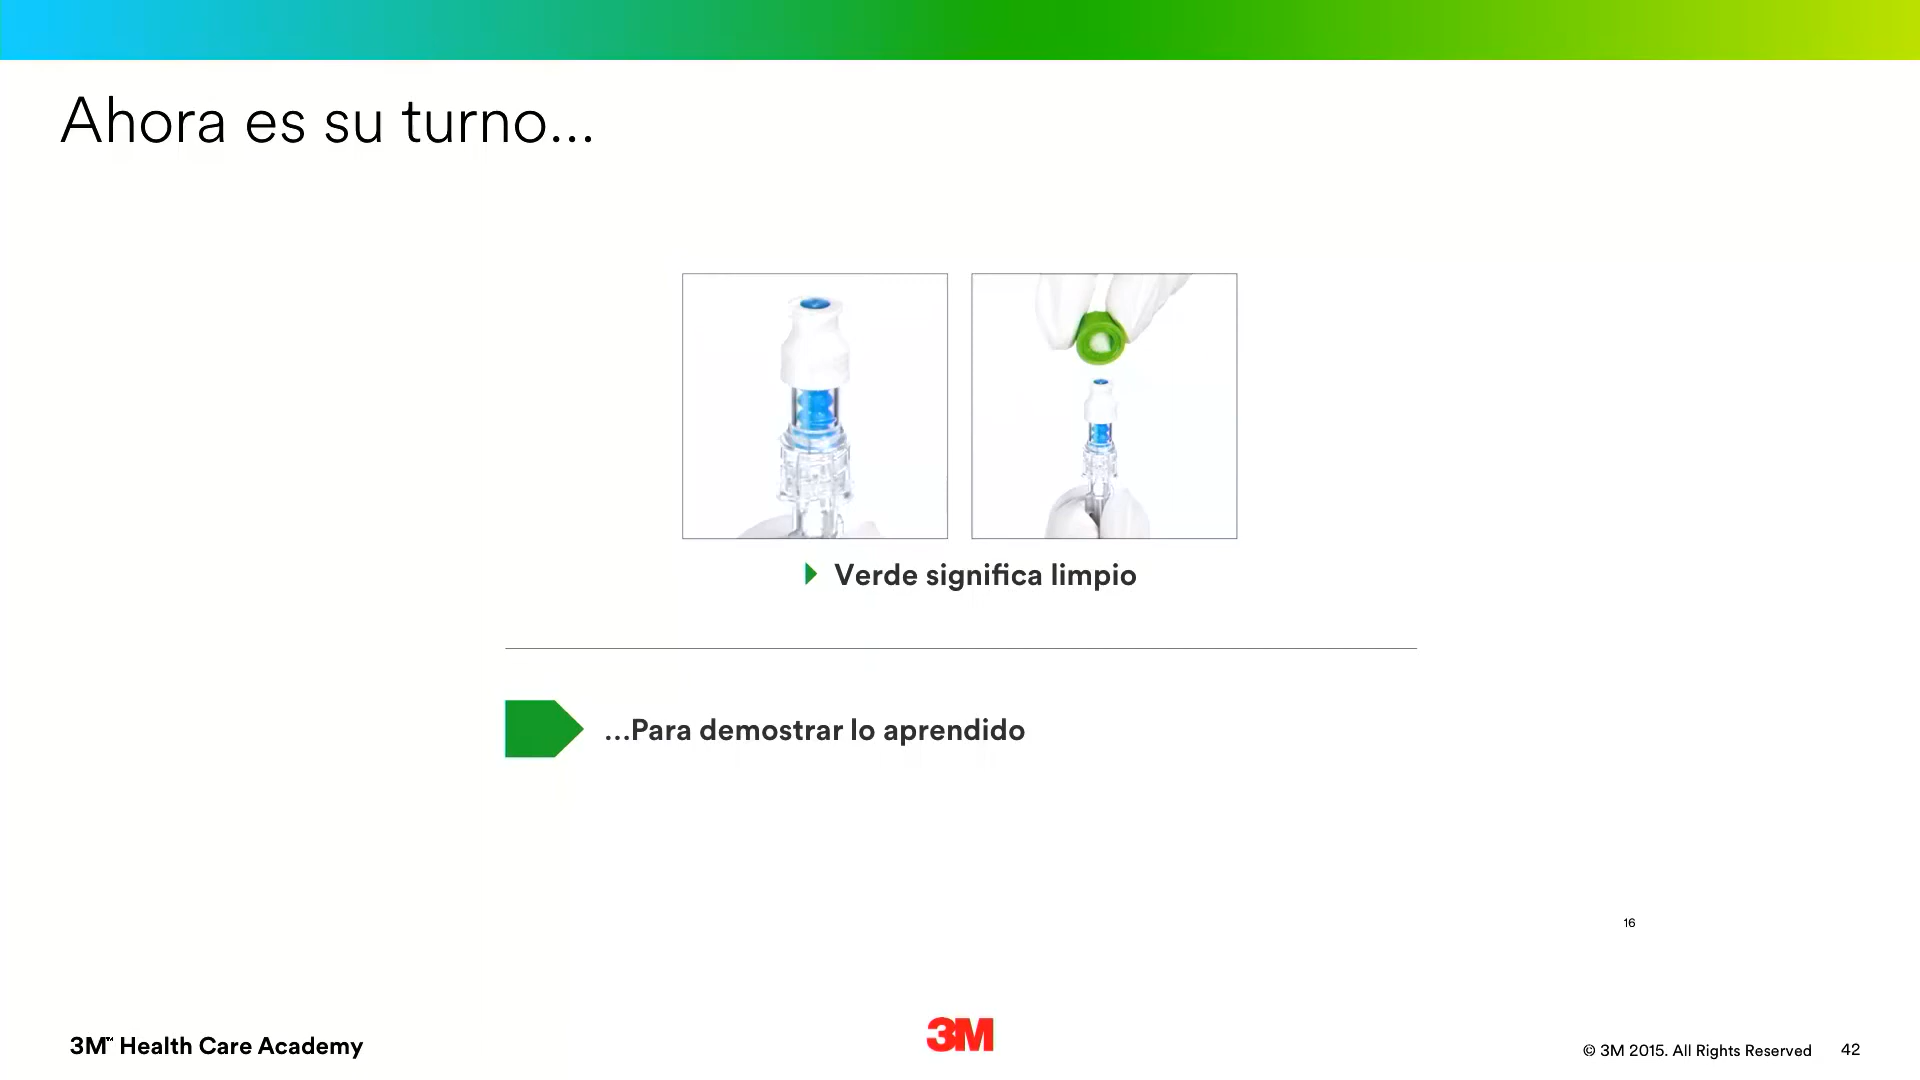 Ahora es su turno...
Verde significa limpio
...Para demostrar lo aprendido
16
3M™ Health Care Academy
3M
© 3M 2015. All Rights Reserved 42